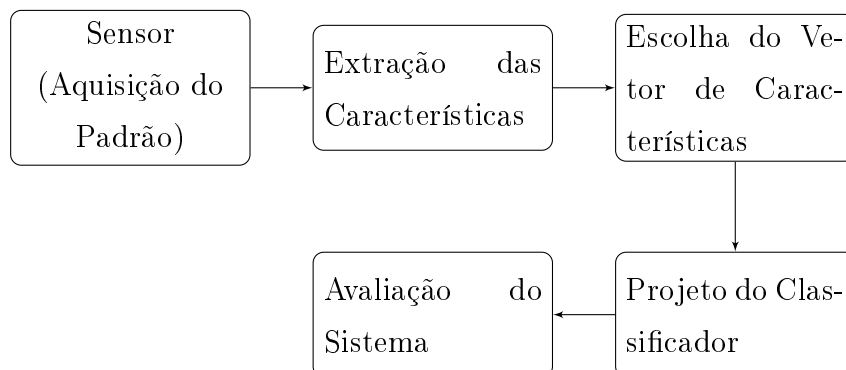 Sensor
(Aquisição do
Padrão)
Extração das
Características
Escolha do Ve-
tor de Carac-
terísticas
Projeto do Clas-
sificador
Avaliação do
Sistema